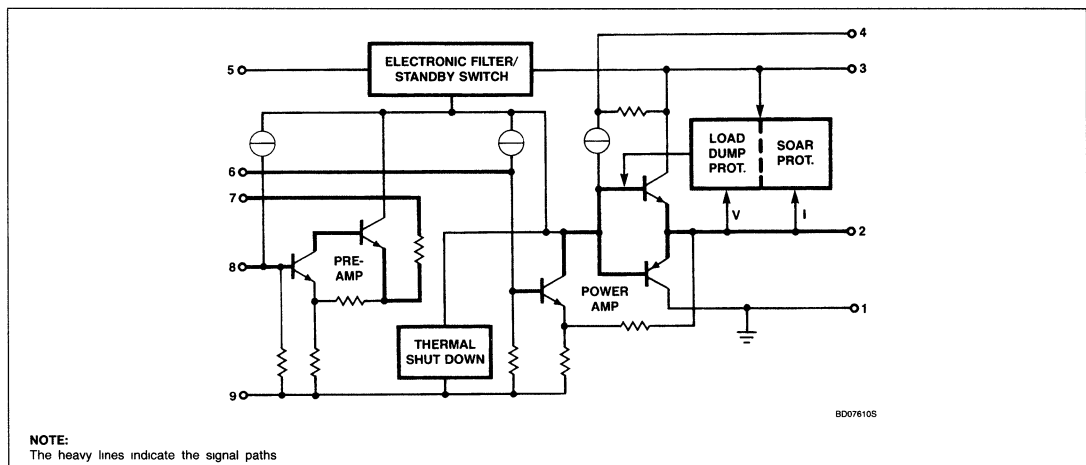 4
5
ELECTRONIC FILTER/
STANDBY SWITCH
3
LOAD
DUMP
PROT.
SOAR
PROT.
6
7
V
I
2
8
PRE-
AMP
POWER
AMP
1
THERMAL
SHUT DOWN
9
BD07610S
NOTE:
The heavy lines indicate the signal paths